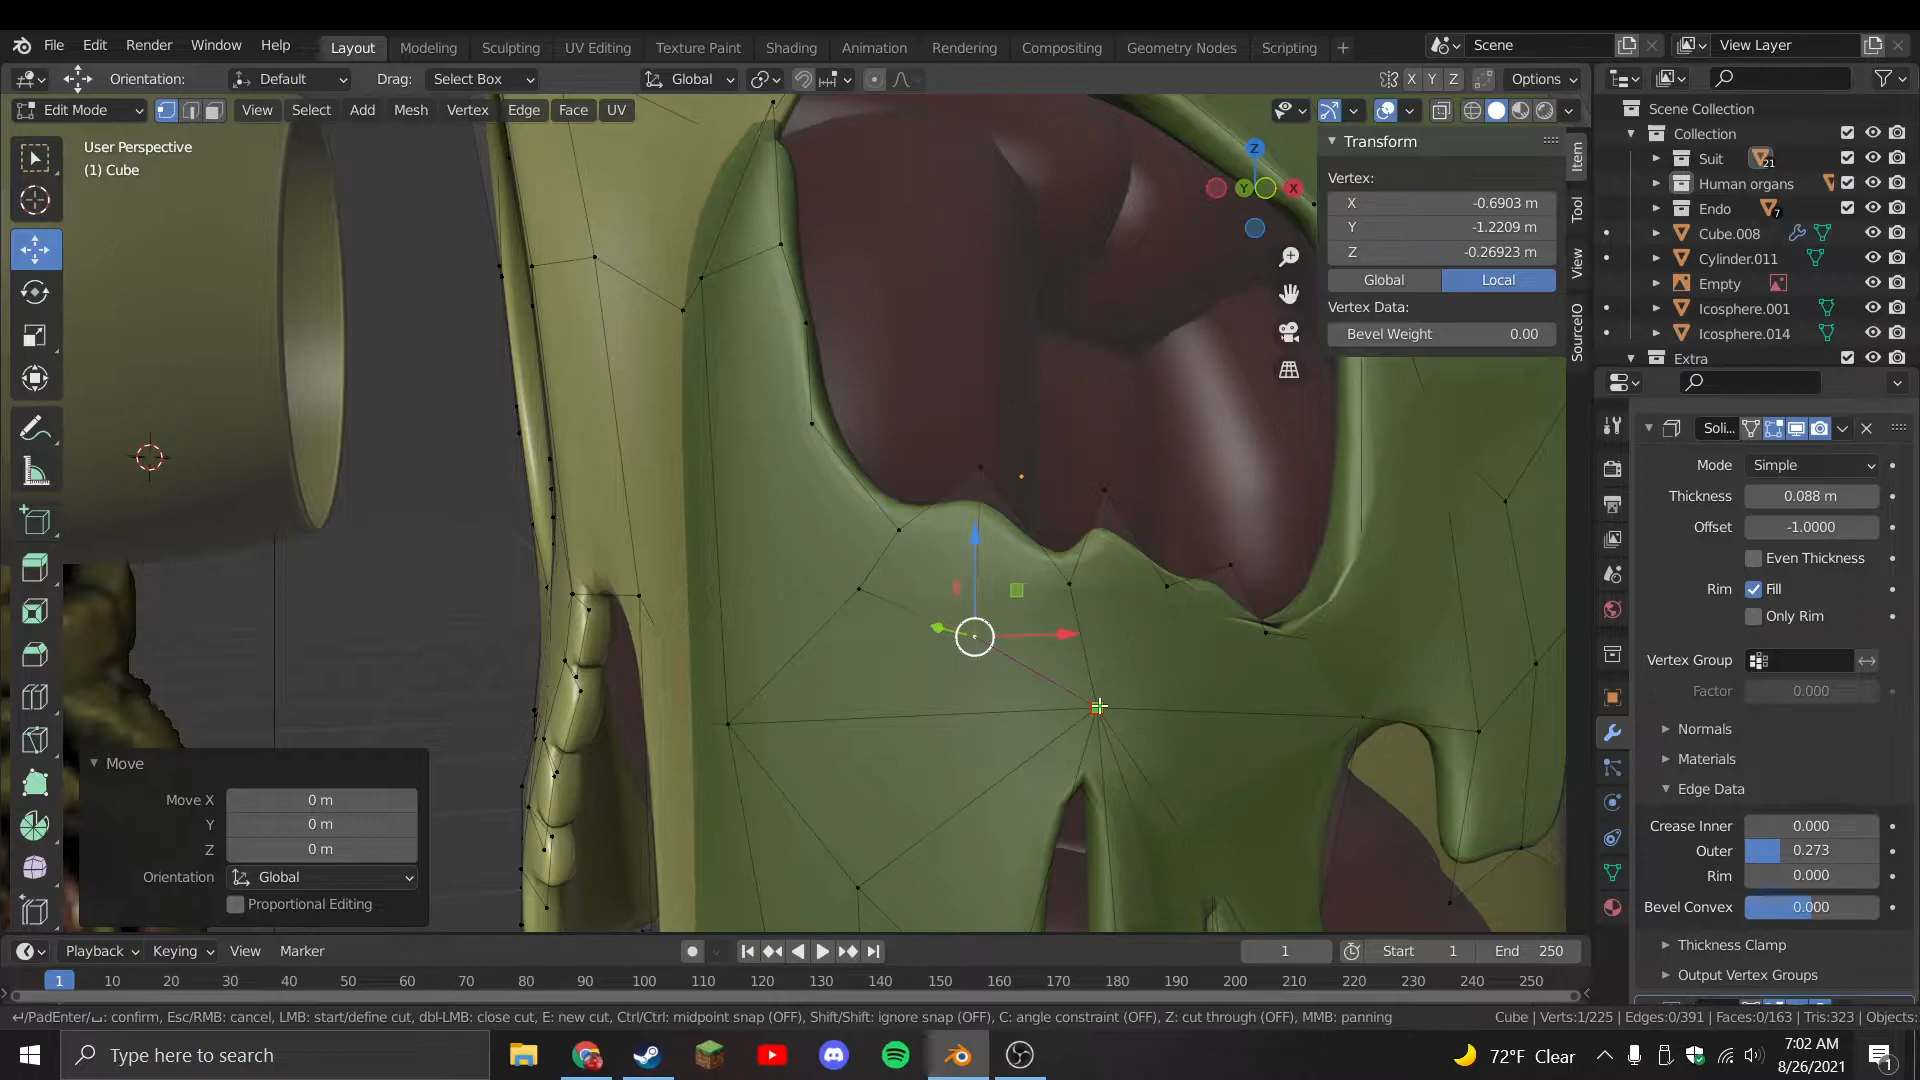 File Edit Render Window Help Layout Modeling Sculpting UV Editing Texture Paint Shading Animation Rendering Compositing Geometry Nodes Scripting + Scene View Layer
Orientation: Default Drag: Select Box Global X Y Z Options
Edit Mode View Select Add Mesh Vertex Edge Face UV
User Perspective
(1) Cube
Z
Y
X
Transform
Vertex:
X -0.6903 m
Y -1.2209 m
Z -0.26923 m
Global Local
Vertex Data:
Bevel Weight 0.00
Item
Tool
View
SourceIO
Scene Collection
Collection
Suit 21
Human organs
Endo 7
Cube.008
Cylinder.011
Empty
Icosphere.001
Icosphere.014
Extra
Soli...
Mode Simple
Thickness 0.088 m
Offset -1.0000
Even Thickness
Rim Fill
Only Rim
Vertex Group
Factor 0.000
Normals
Materials
Edge Data
Crease Inner 0.000
Outer 0.273
Rim 0.000
Bevel Convex 0.000
Thickness Clamp
Output Vertex Groups
Move
Move X 0 m
Y 0 m
Z 0 m
Orientation Global
Proportional Editing
Playback Keying View Marker 1 Start 1 End 250
1 10 20 30 40 50 60 70 80 90 100 110 120 130 140 150 160 170 180 190 200 210 220 230 240 250
: confirm, Esc/RMB: cancel, LMB: start/define cut, dbl-LMB: close cut, E: new cut, Ctrl/Ctrl: midpoint snap (OFF), Shift/Shift: ignore snap (OFF), C: angle constraint (OFF), Z: cut through (OFF), MMB: panning Cube | Verts:1/225 | Edges:0/391 | Faces:0/163 | Tris:323 | Objects:
Type here to search 72°F Clear 7:02 AM
8/26/2021 1